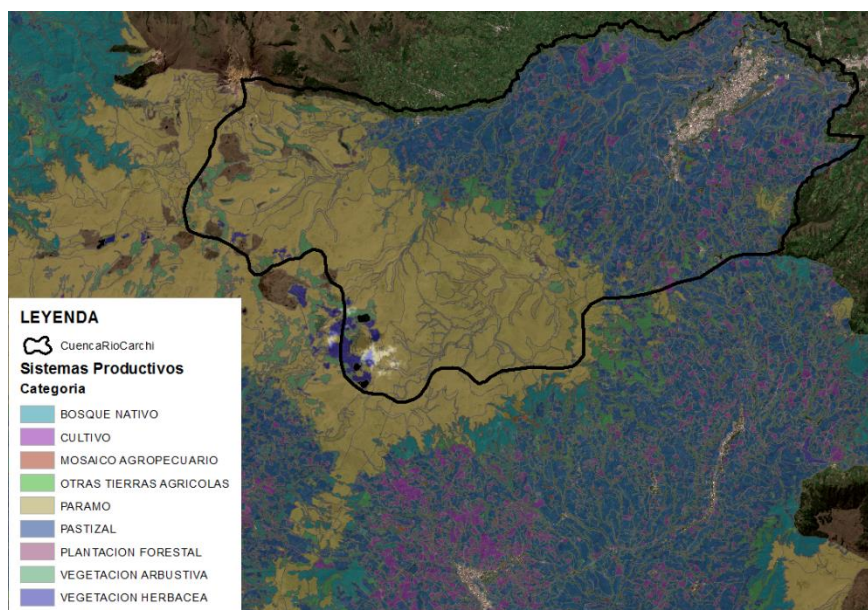 LEYENDA
CuencaRioCarchi
Sistemas Productivos
Categoria
BOSQUE NATIVO
CULTIVO
MOSAICO AGROPECUARIO
OTRAS TIERRAS AGRICOLAS
PARAMO
PASTIZAL
PLANTACION FORESTAL
VEGETACION ARBUSTIVA
VEGETACION HERBACEA